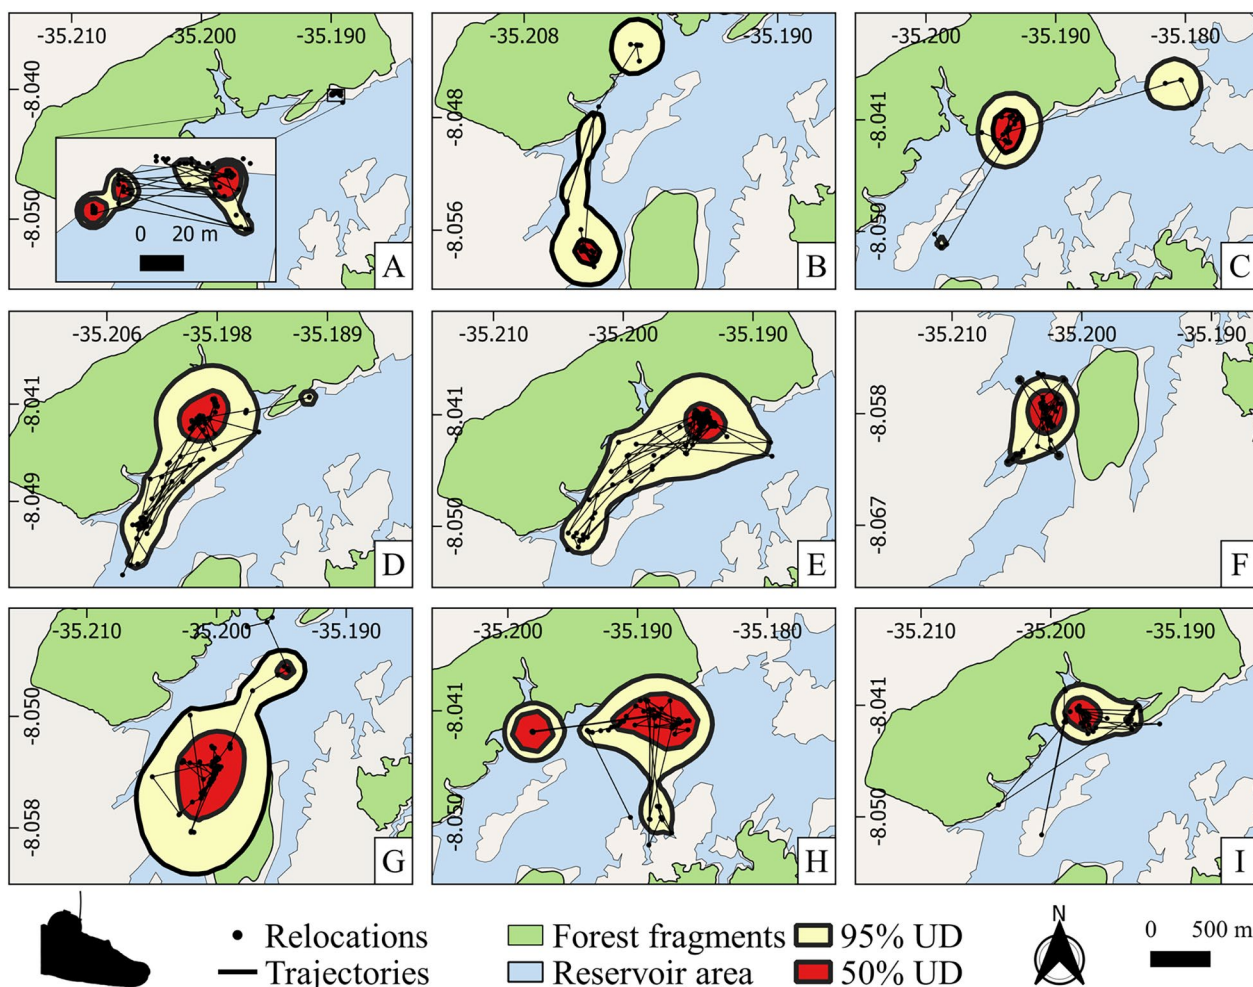 -35.210 -35.200 -35.190
-8.040
-8.050
0 20 m
A
-35.208 -35.190
-8.048
-8.056
B
-35.200 -35.190 -35.180
-8.041
-8.050
C
-35.206 -35.198 -35.189
-8.041
-8.049
D
-35.210 -35.200 -35.190
-8.041
-8.050
E
-35.210 -35.200 -35.190
-8.058
-8.067
F
-35.210 -35.200 -35.190
-8.050
-8.058
G
-35.200 -35.190 -35.180
-8.041
-8.050
H
-35.210 -35.200 -35.190
-8.041
-8.050
I
Relocations
Trajectories
Forest fragments
Reservoir area
95% UD
50% UD
N
0 500 m